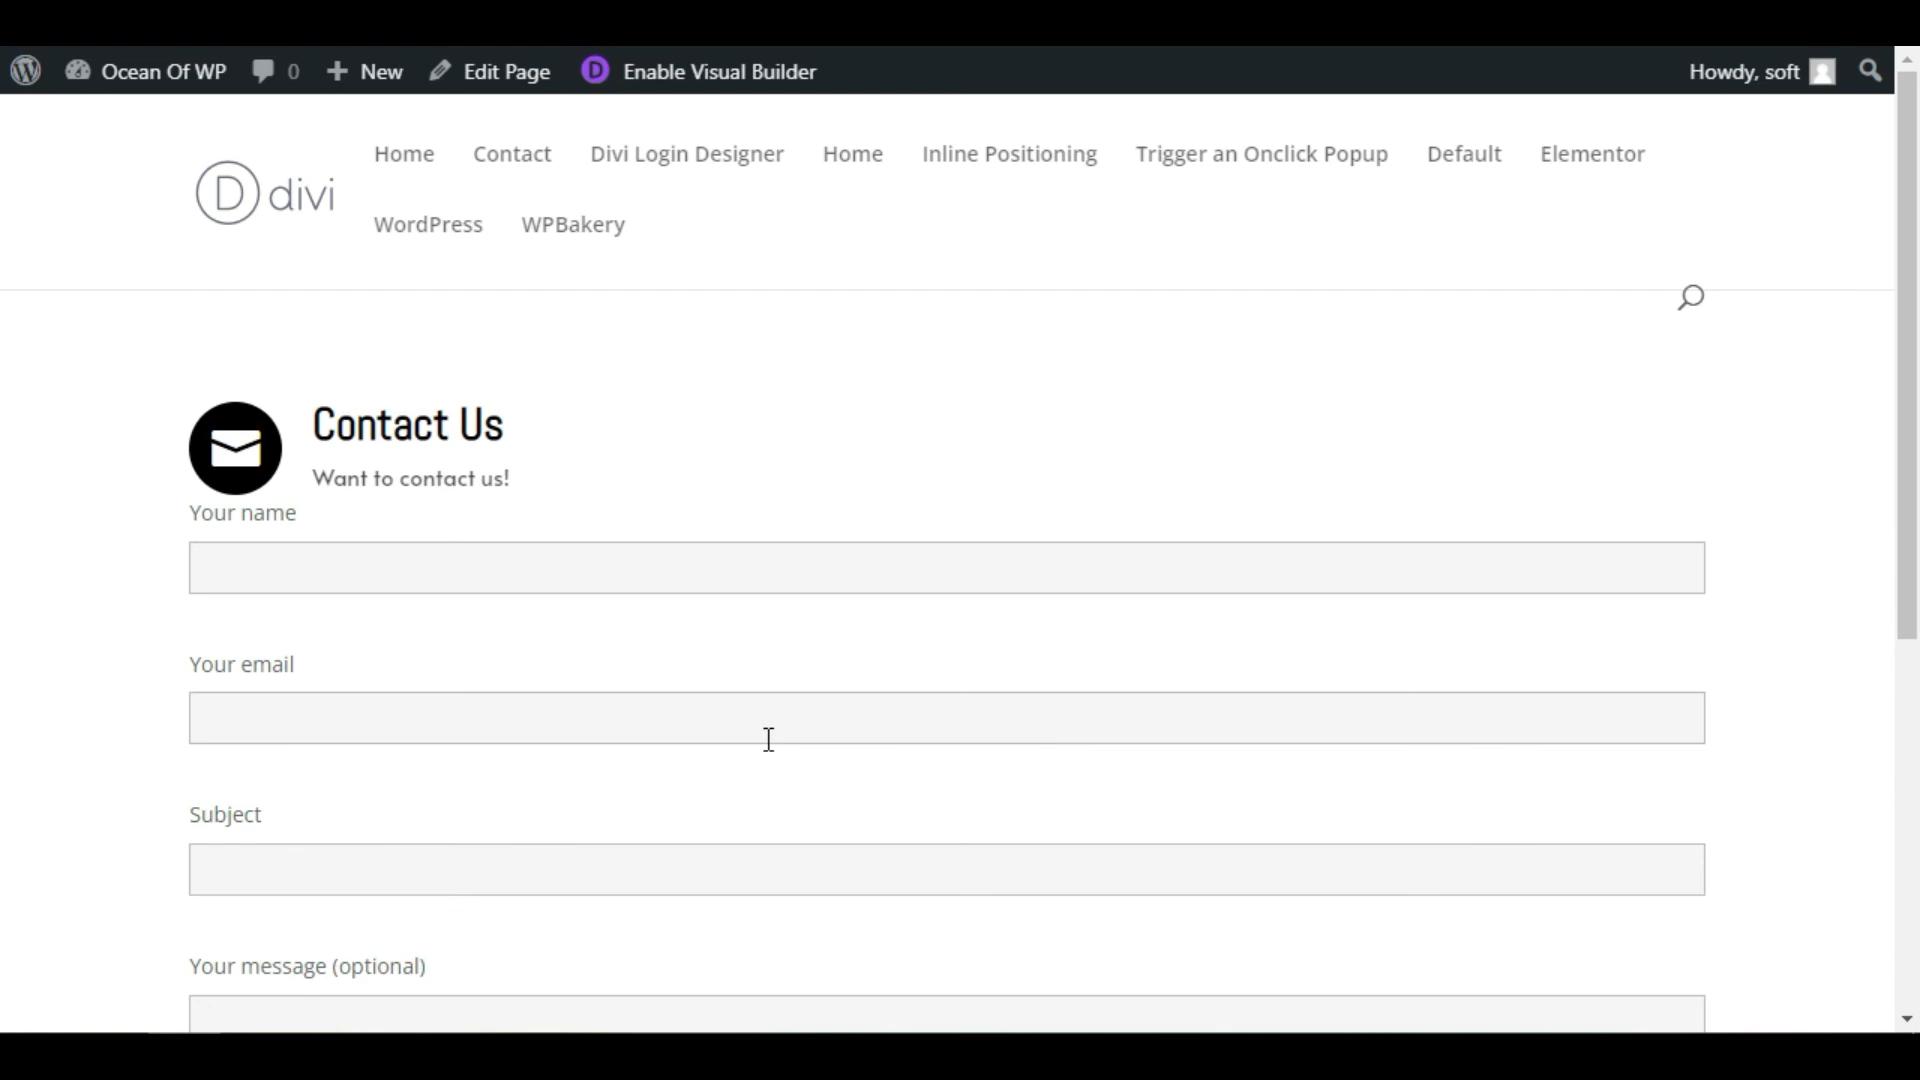 Ocean Of WP 0 New Edit Page D Enable Visual Builder Howdy, soft
Home Contact Divi Login Designer Home Inline Positioning Trigger an Onclick Popup Default Elementor
D divi
WordPress WPBakery
Contact Us
Want to contact us!
Your name
Your email
Subject
Your message (optional)